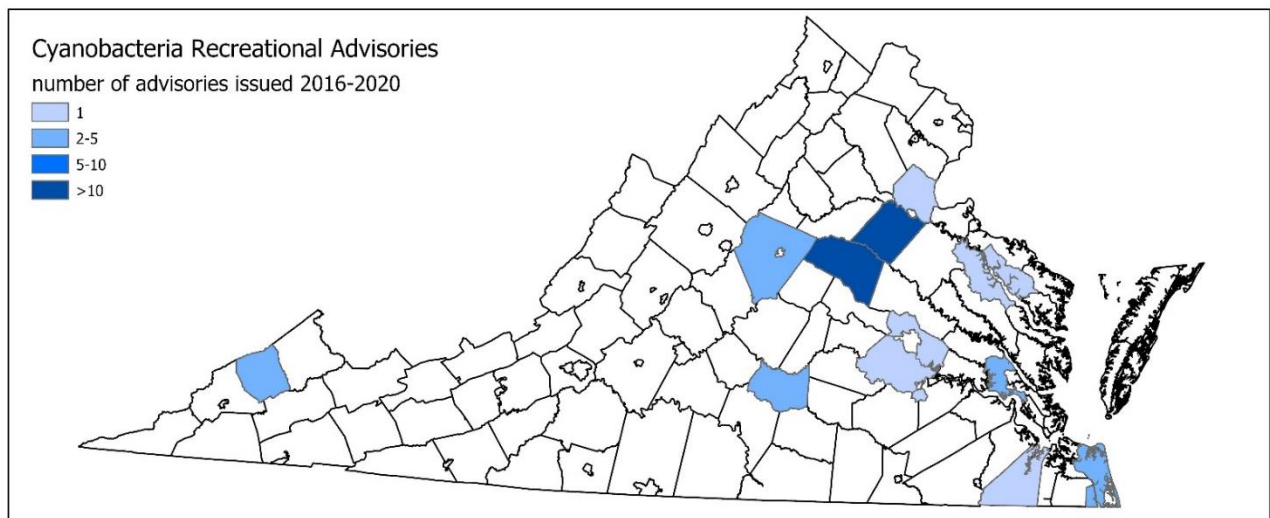 Cyanobacteria Recreational Advisories
number of advisories issued 2016-2020
1
2-5
5-10
>10